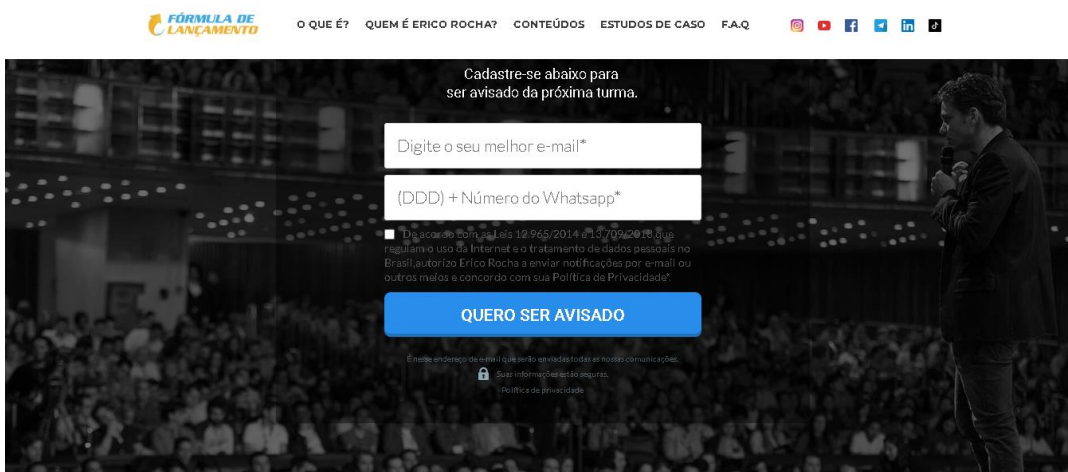 FÓRMULA DE
LANÇAMENTO
O QUE É? QUEM É ERICO ROCHA? CONTEÚDOS ESTUDOS DE CASO F.A.Q
Cadastre-se abaixo para
ser avisado da próxima turma.
Digite o seu melhor e-mail*
(DDD) + Número do Whatsapp*
De acordo com as Leis 12.965/2014 e 13.709/2018,que
regulam o uso da Internet e o tratamento de dados pessoais no
Brasil,autorizo Erico Rocha a enviar notificações por e-mail ou
outros meios e concordo com sua Política de Privacidade*.
QUERO SER AVISADO
É nesse endereço de e-mail que serão enviadas todas as nossas comunicações.
Suas informações estão seguras.
Política de privacidade